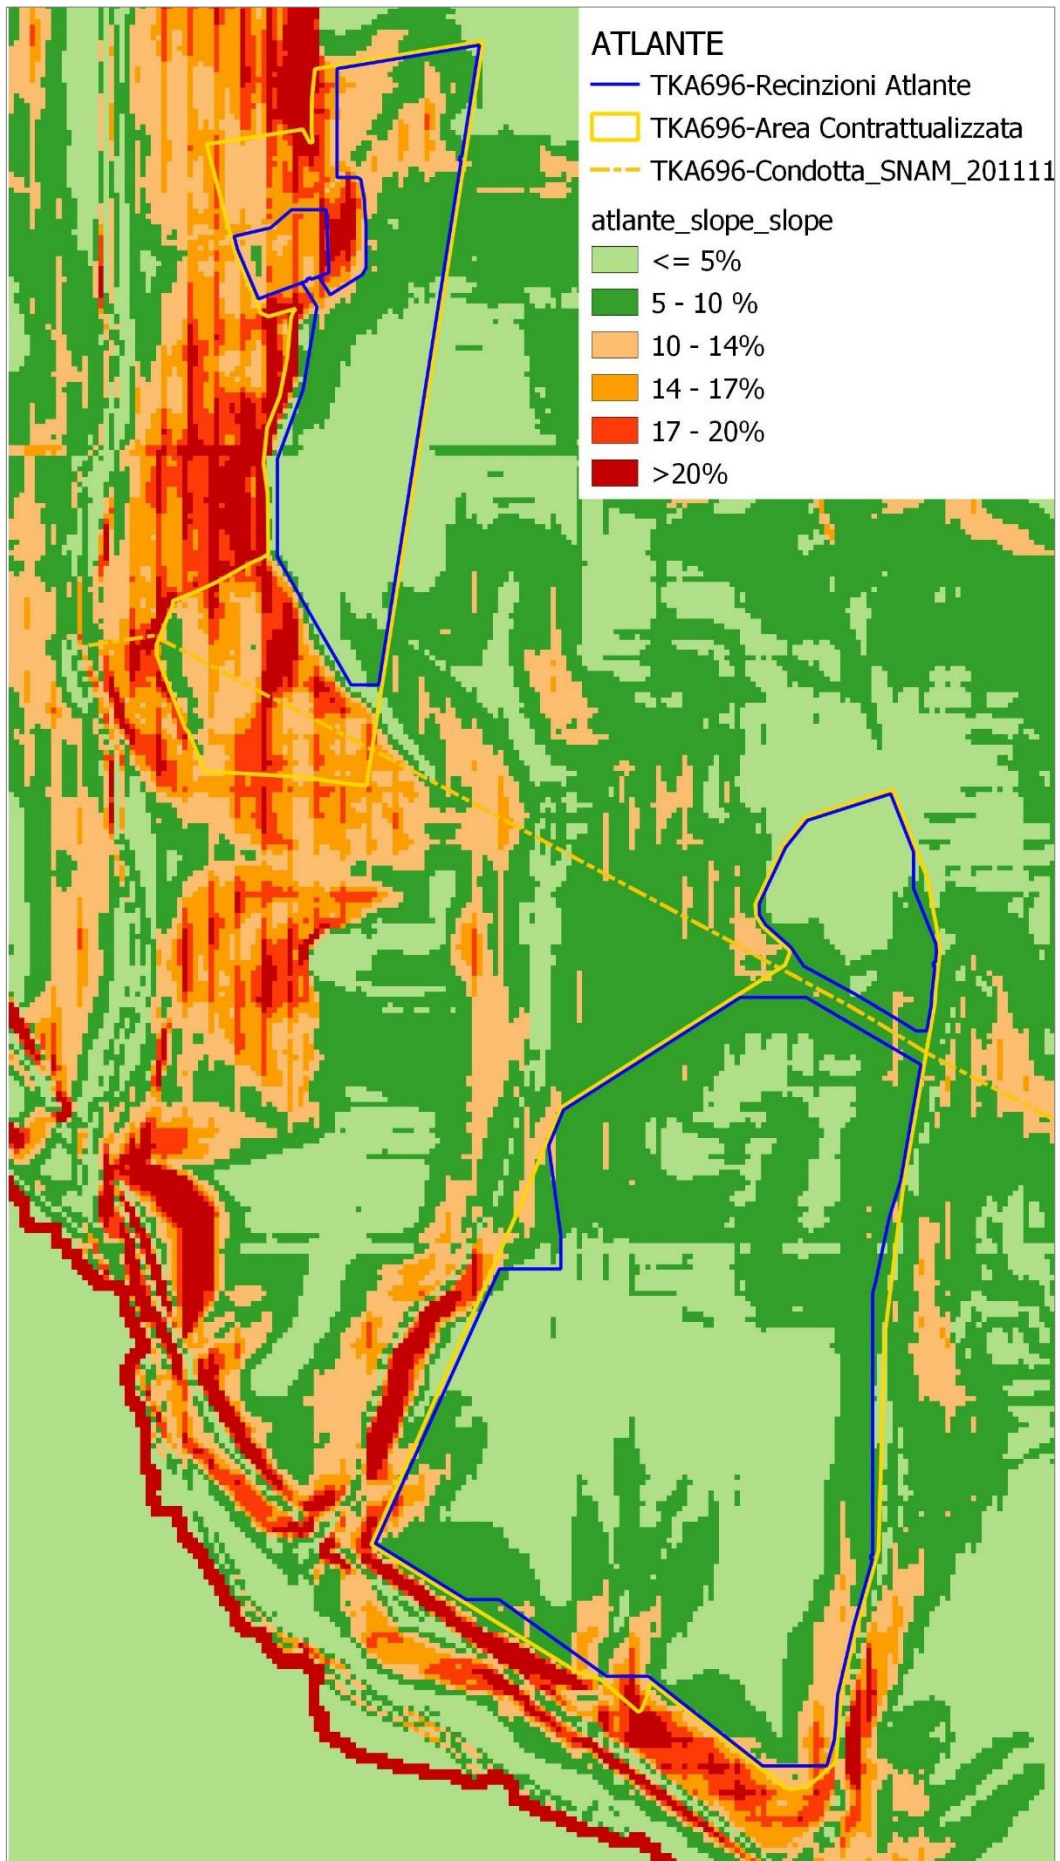 ATLANTE
TKA696-Recinzioni Atlante
TKA696-Area Contrattualizzata
TKA696-Condotta_SNAM_201111
atlante_slope_slope
<= 5%
5 - 10 %
10 - 14%
14 - 17%
17 - 20%
>20%